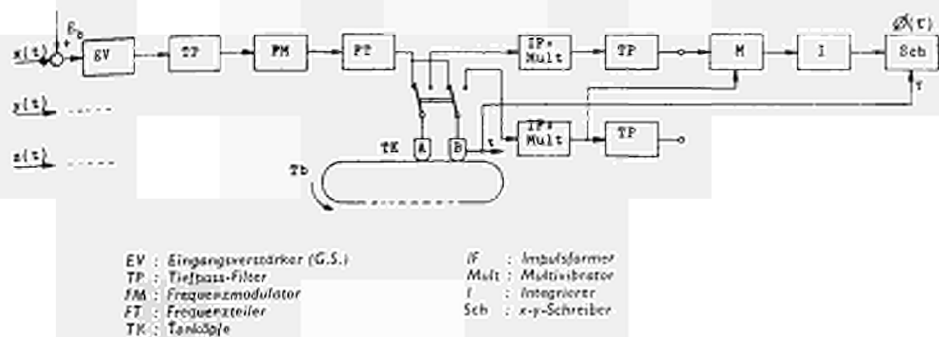 x(t)
+
E₀
EV
TP
FM
FT
IF+
Mult
TP
M
I
Ø(τ)
Sch
y(t)
z(t)
TK
A
B
τ
IF+
Mult
TP
Tb
EV : Eingangsverstärker (G.S.)
TP : Tiefpass-Filter
FM : Frequenzmodulator
FT : Frequenzteiler
TK : Tonköpfe
IF : Impulsformer
Mult : Multivibrator
I : Integrierer
Sch : x-y-Schreiber